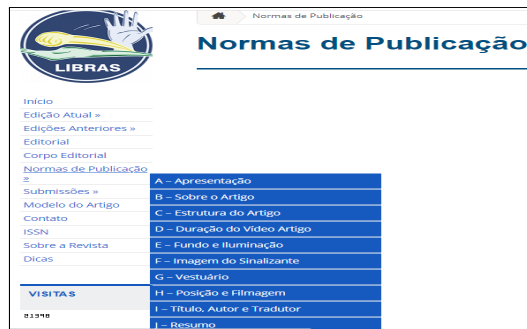 Normas de Publicação
Normas de Publicação
LIBRAS
Início
Edição Atual »
Edições Anteriores »
Editorial
Corpo Editorial
Normas de Publicação
»
Submissões »
Modelo do Artigo
Contato
ISSN
Sobre a Revista
Dicas
A – Apresentação
B – Sobre o Artigo
C – Estrutura do Artigo
D – Duração do Vídeo Artigo
E – Fundo e Iluminação
F – Imagem do Sinalizante
G – Vestuário
H – Posição e Filmagem
I – Título, Autor e Tradutor
J – Resumo
VISITAS
81398